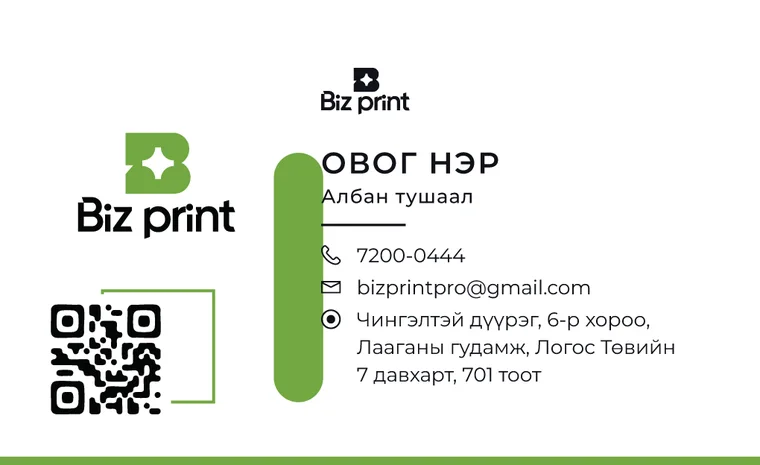 Biz print
Biz print
ОВОГ НЭР
Албан тушаал
7200-0444
bizprintpro@gmail.com
Чингэлтэй дүүрэг, 6-р хороо,
Лааганы гудамж, Логос Төвийн
7 давхарт, 701 тоот